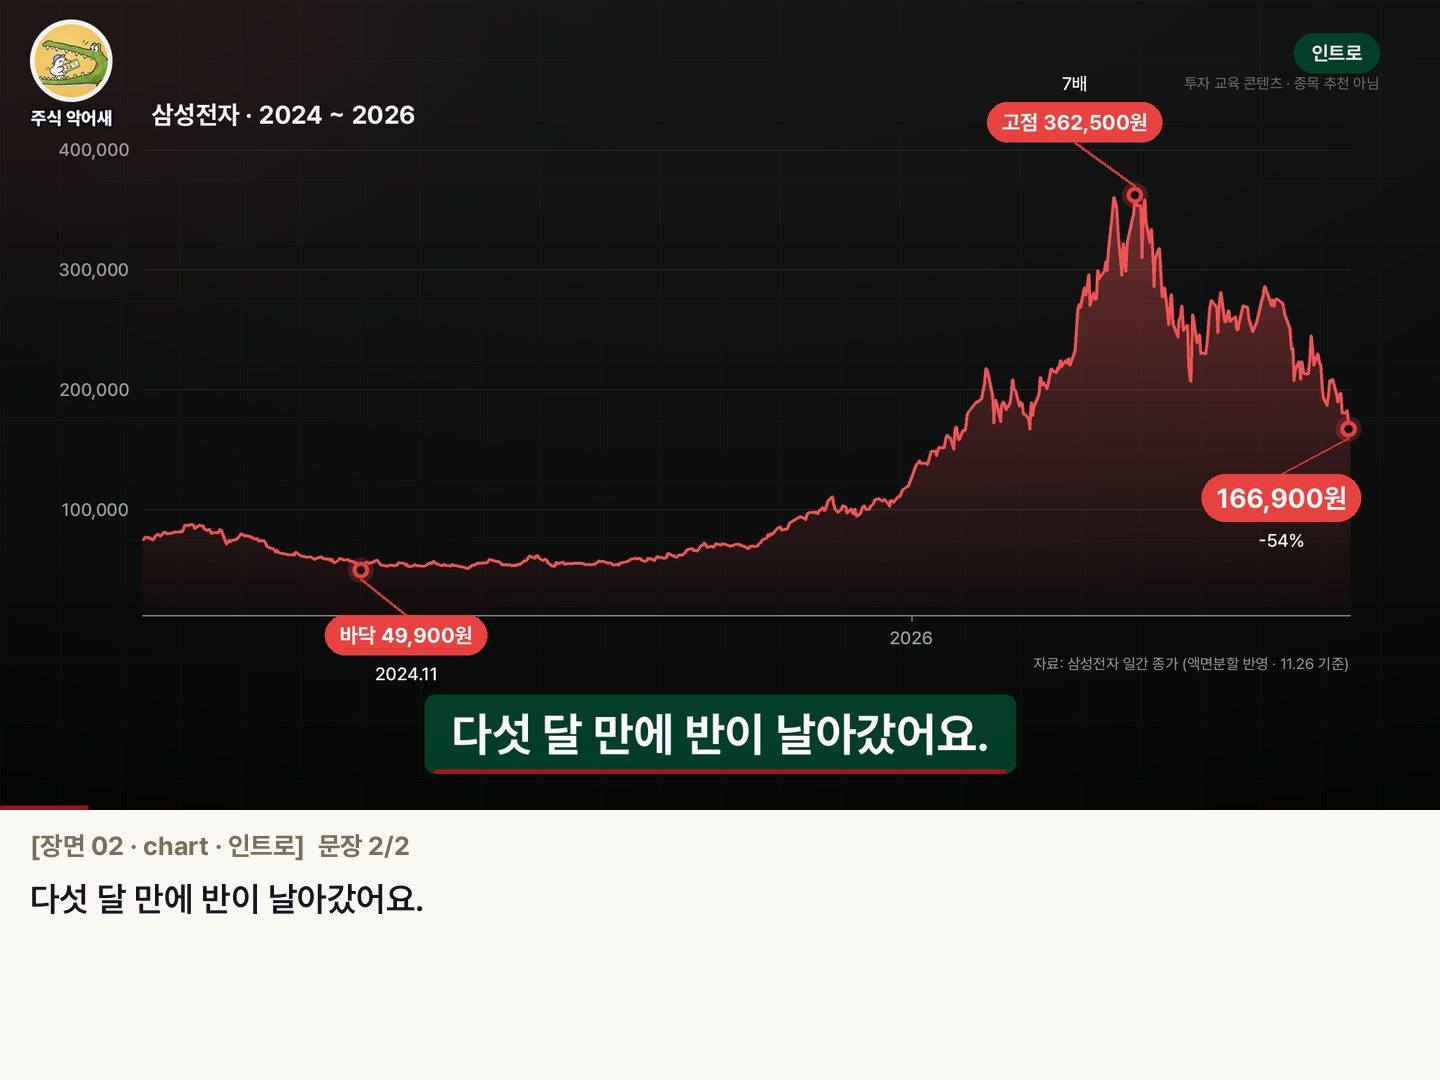 주식 악어새
삼성전자 · 2024 ~ 2026
인트로
투자 교육 콘텐츠 · 종목 추천 아님
7배
고점 362,500원
400,000
300,000
200,000
100,000
166,900원
-54%
바닥 49,900원
2024.11
2026
자료: 삼성전자 일간 종가 (액면분할 반영 · 11.26 기준)
다섯 달 만에 반이 날아갔어요.
[장면 02 · chart · 인트로] 문장 2/2
다섯 달 만에 반이 날아갔어요.